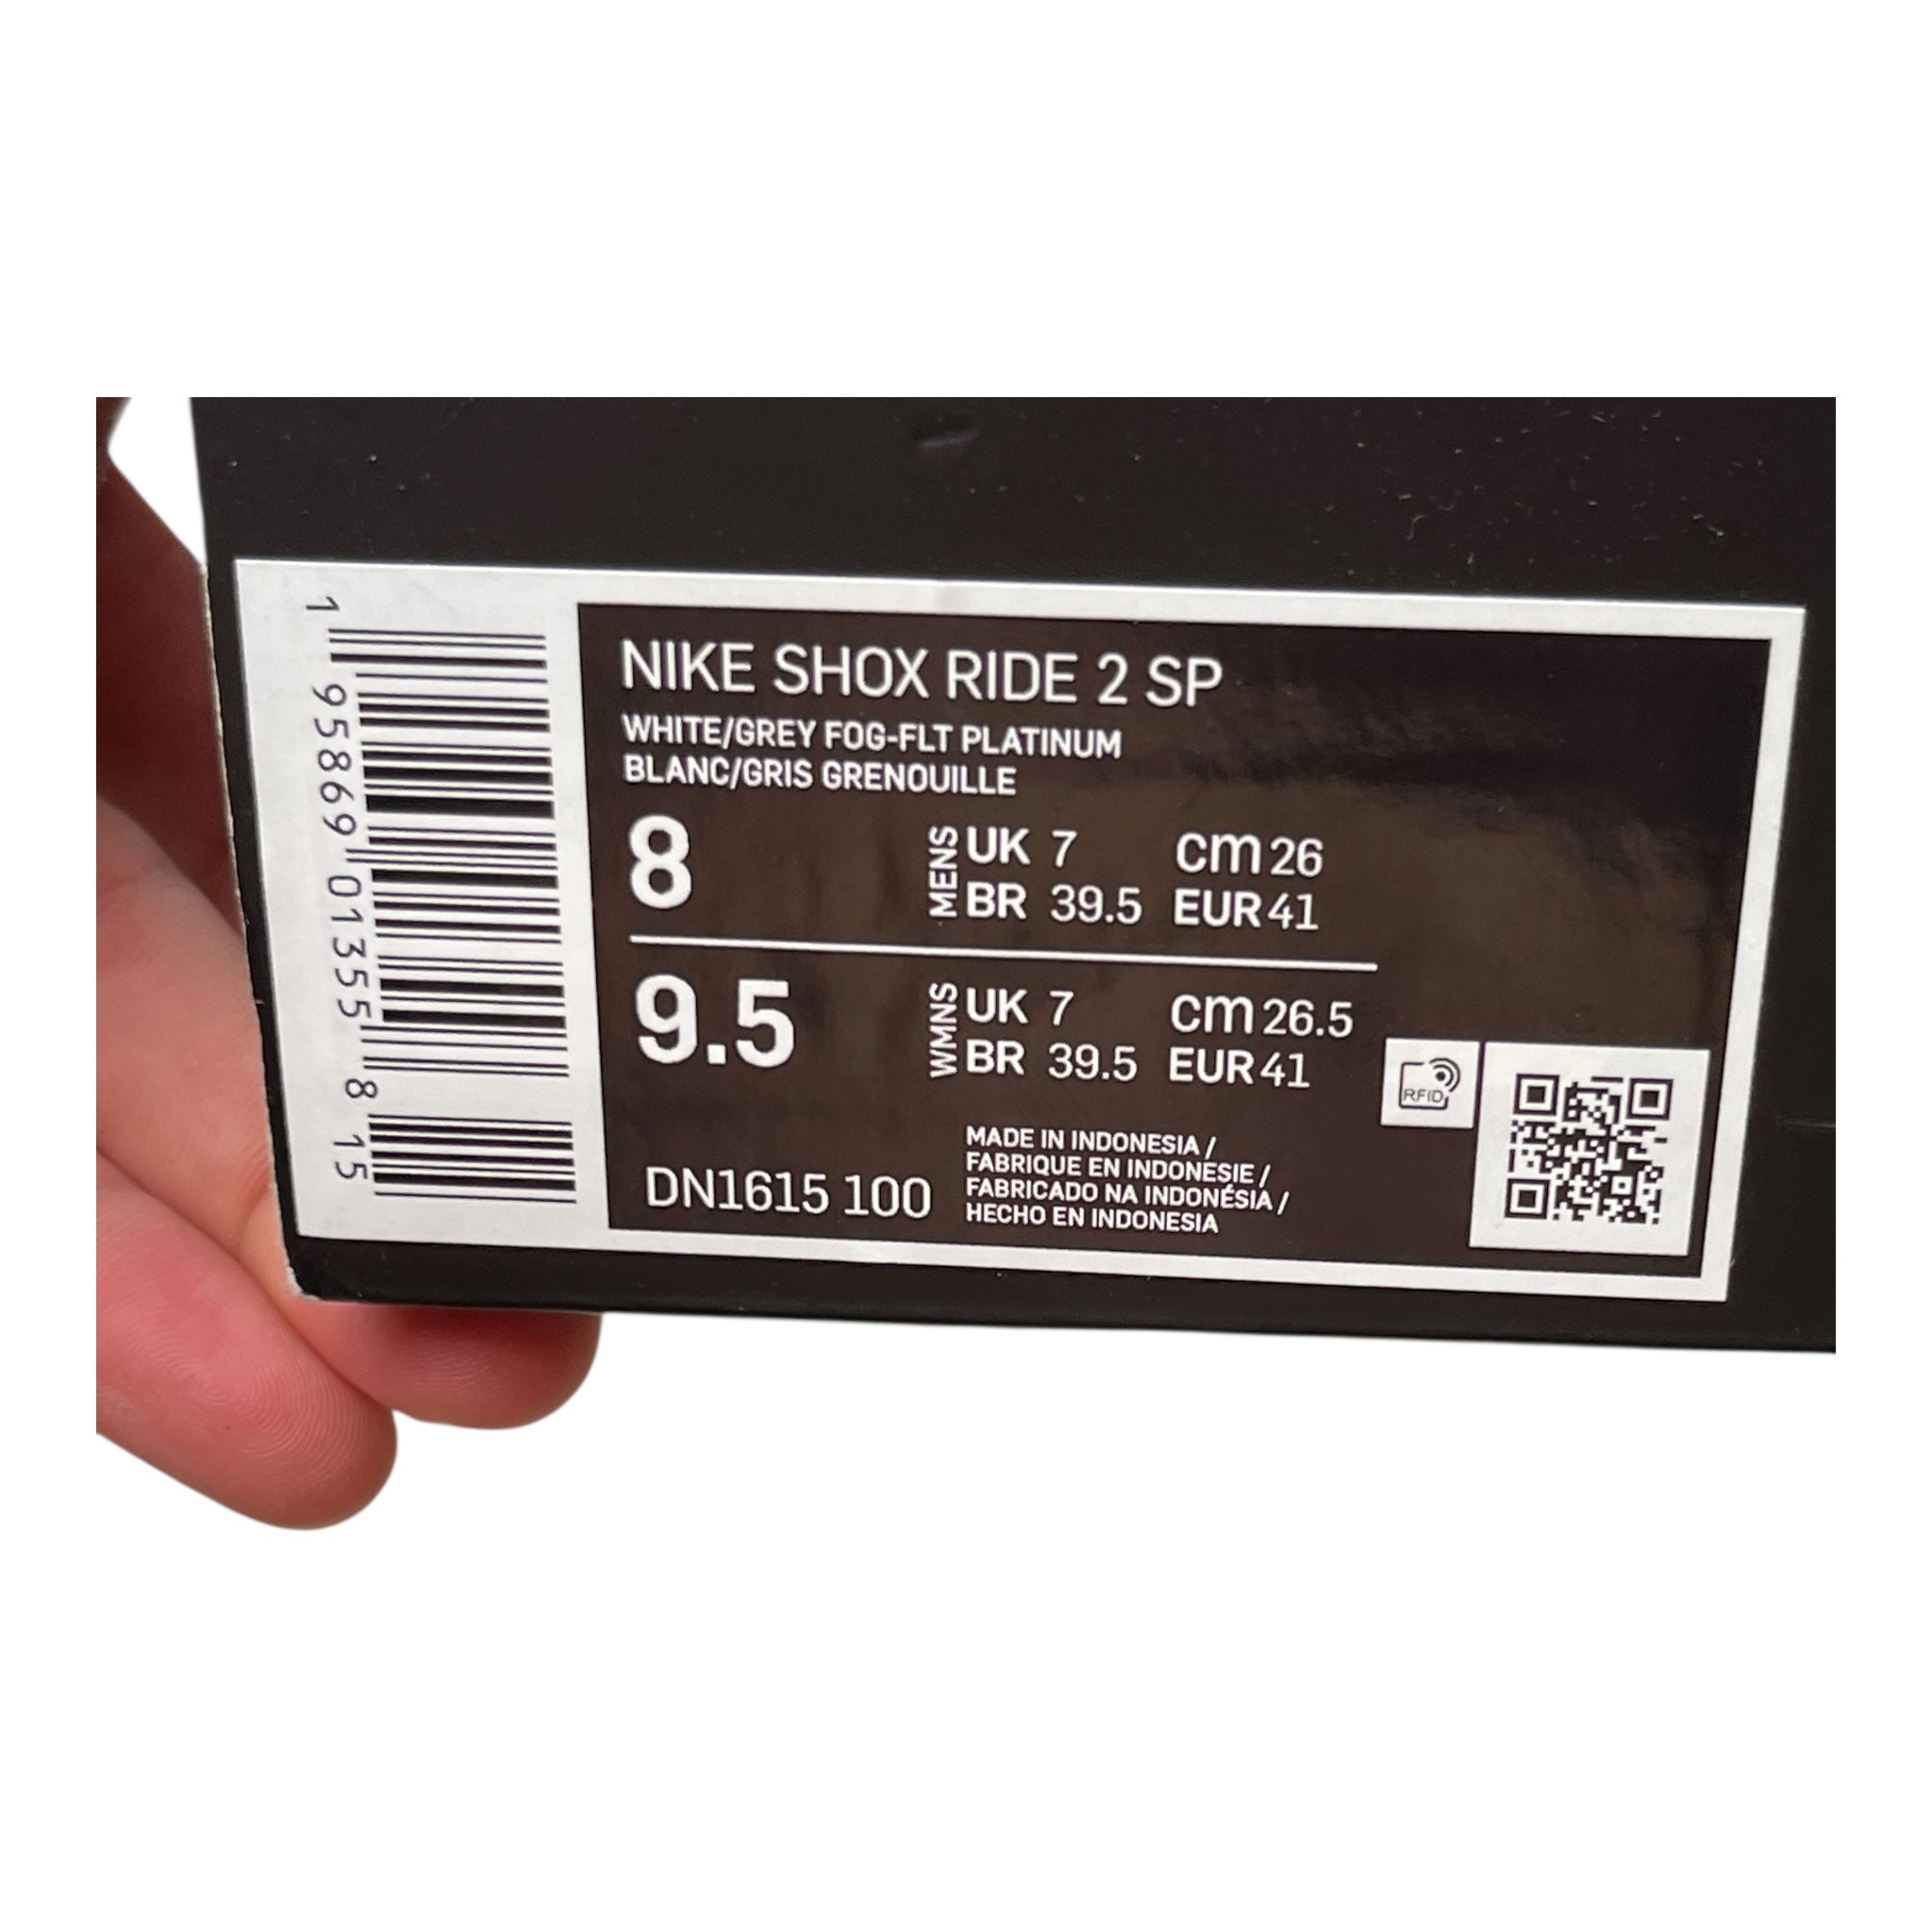 NIKE SHOX RIDE 2 SP
WHITE/GREY FOG-FLT PLATINUM
BLANC/GRIS GRENOUILLE
8 MENS UK 7 cm 26
BR 39.5 EUR 41
9.5 WMNS UK 7 cm 26.5
BR 39.5 EUR 41
DN1615 100
MADE IN INDONESIA /
FABRIQUE EN INDONESIE /
FABRICADO NA INDONÉSIA /
HECHO EN INDONESIA
RFID
1 95869 01355 8 15